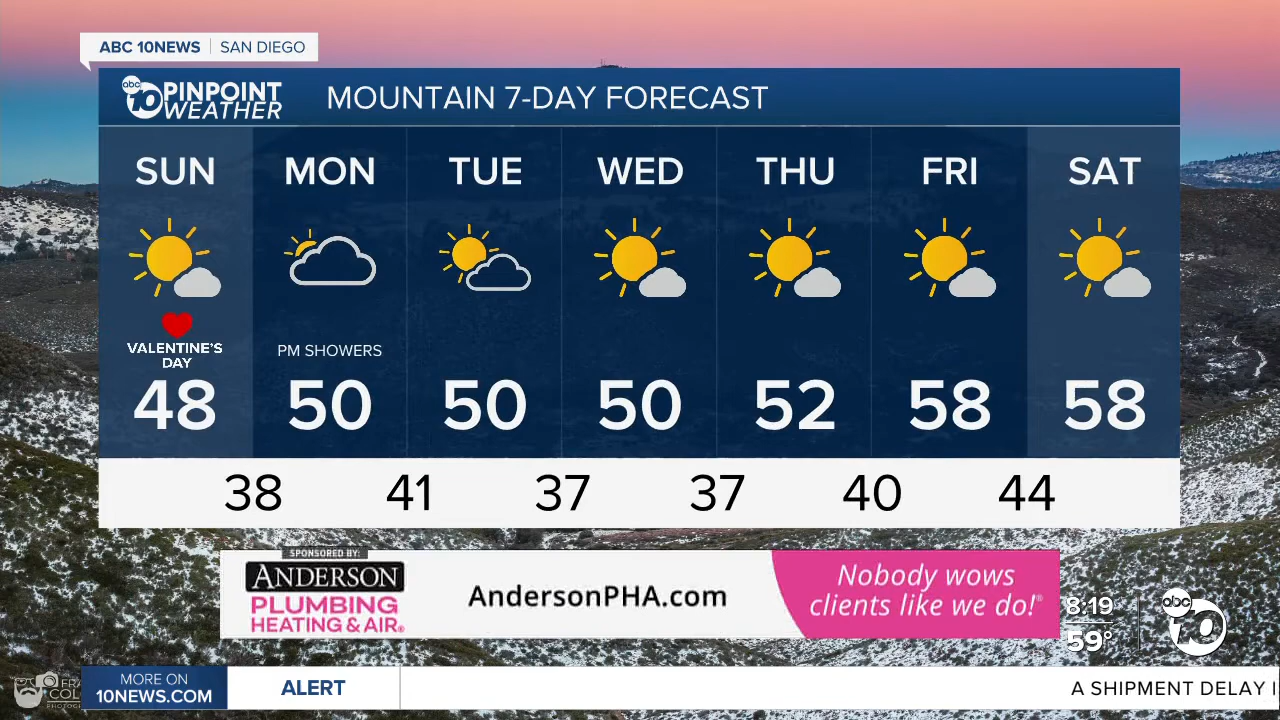 ABC 10NEWS | SAN DIEGO
abc 10 PINPOINT WEATHER
MOUNTAIN 7-DAY FORECAST
SUN MON TUE WED THU FRI SAT
VALENTINE'S
DAY
PM SHOWERS
48 50 50 50 52 58 58
38 41 37 37 40 44
SPONSORED BY:
ANDERSON
PLUMBING
HEATING & AIR®
AndersonPHA.com
Nobody wows
clients like we do!®
8:19
59°
abc 10
MORE ON
10NEWS.COM
ALERT
A SHIPMENT DELAY